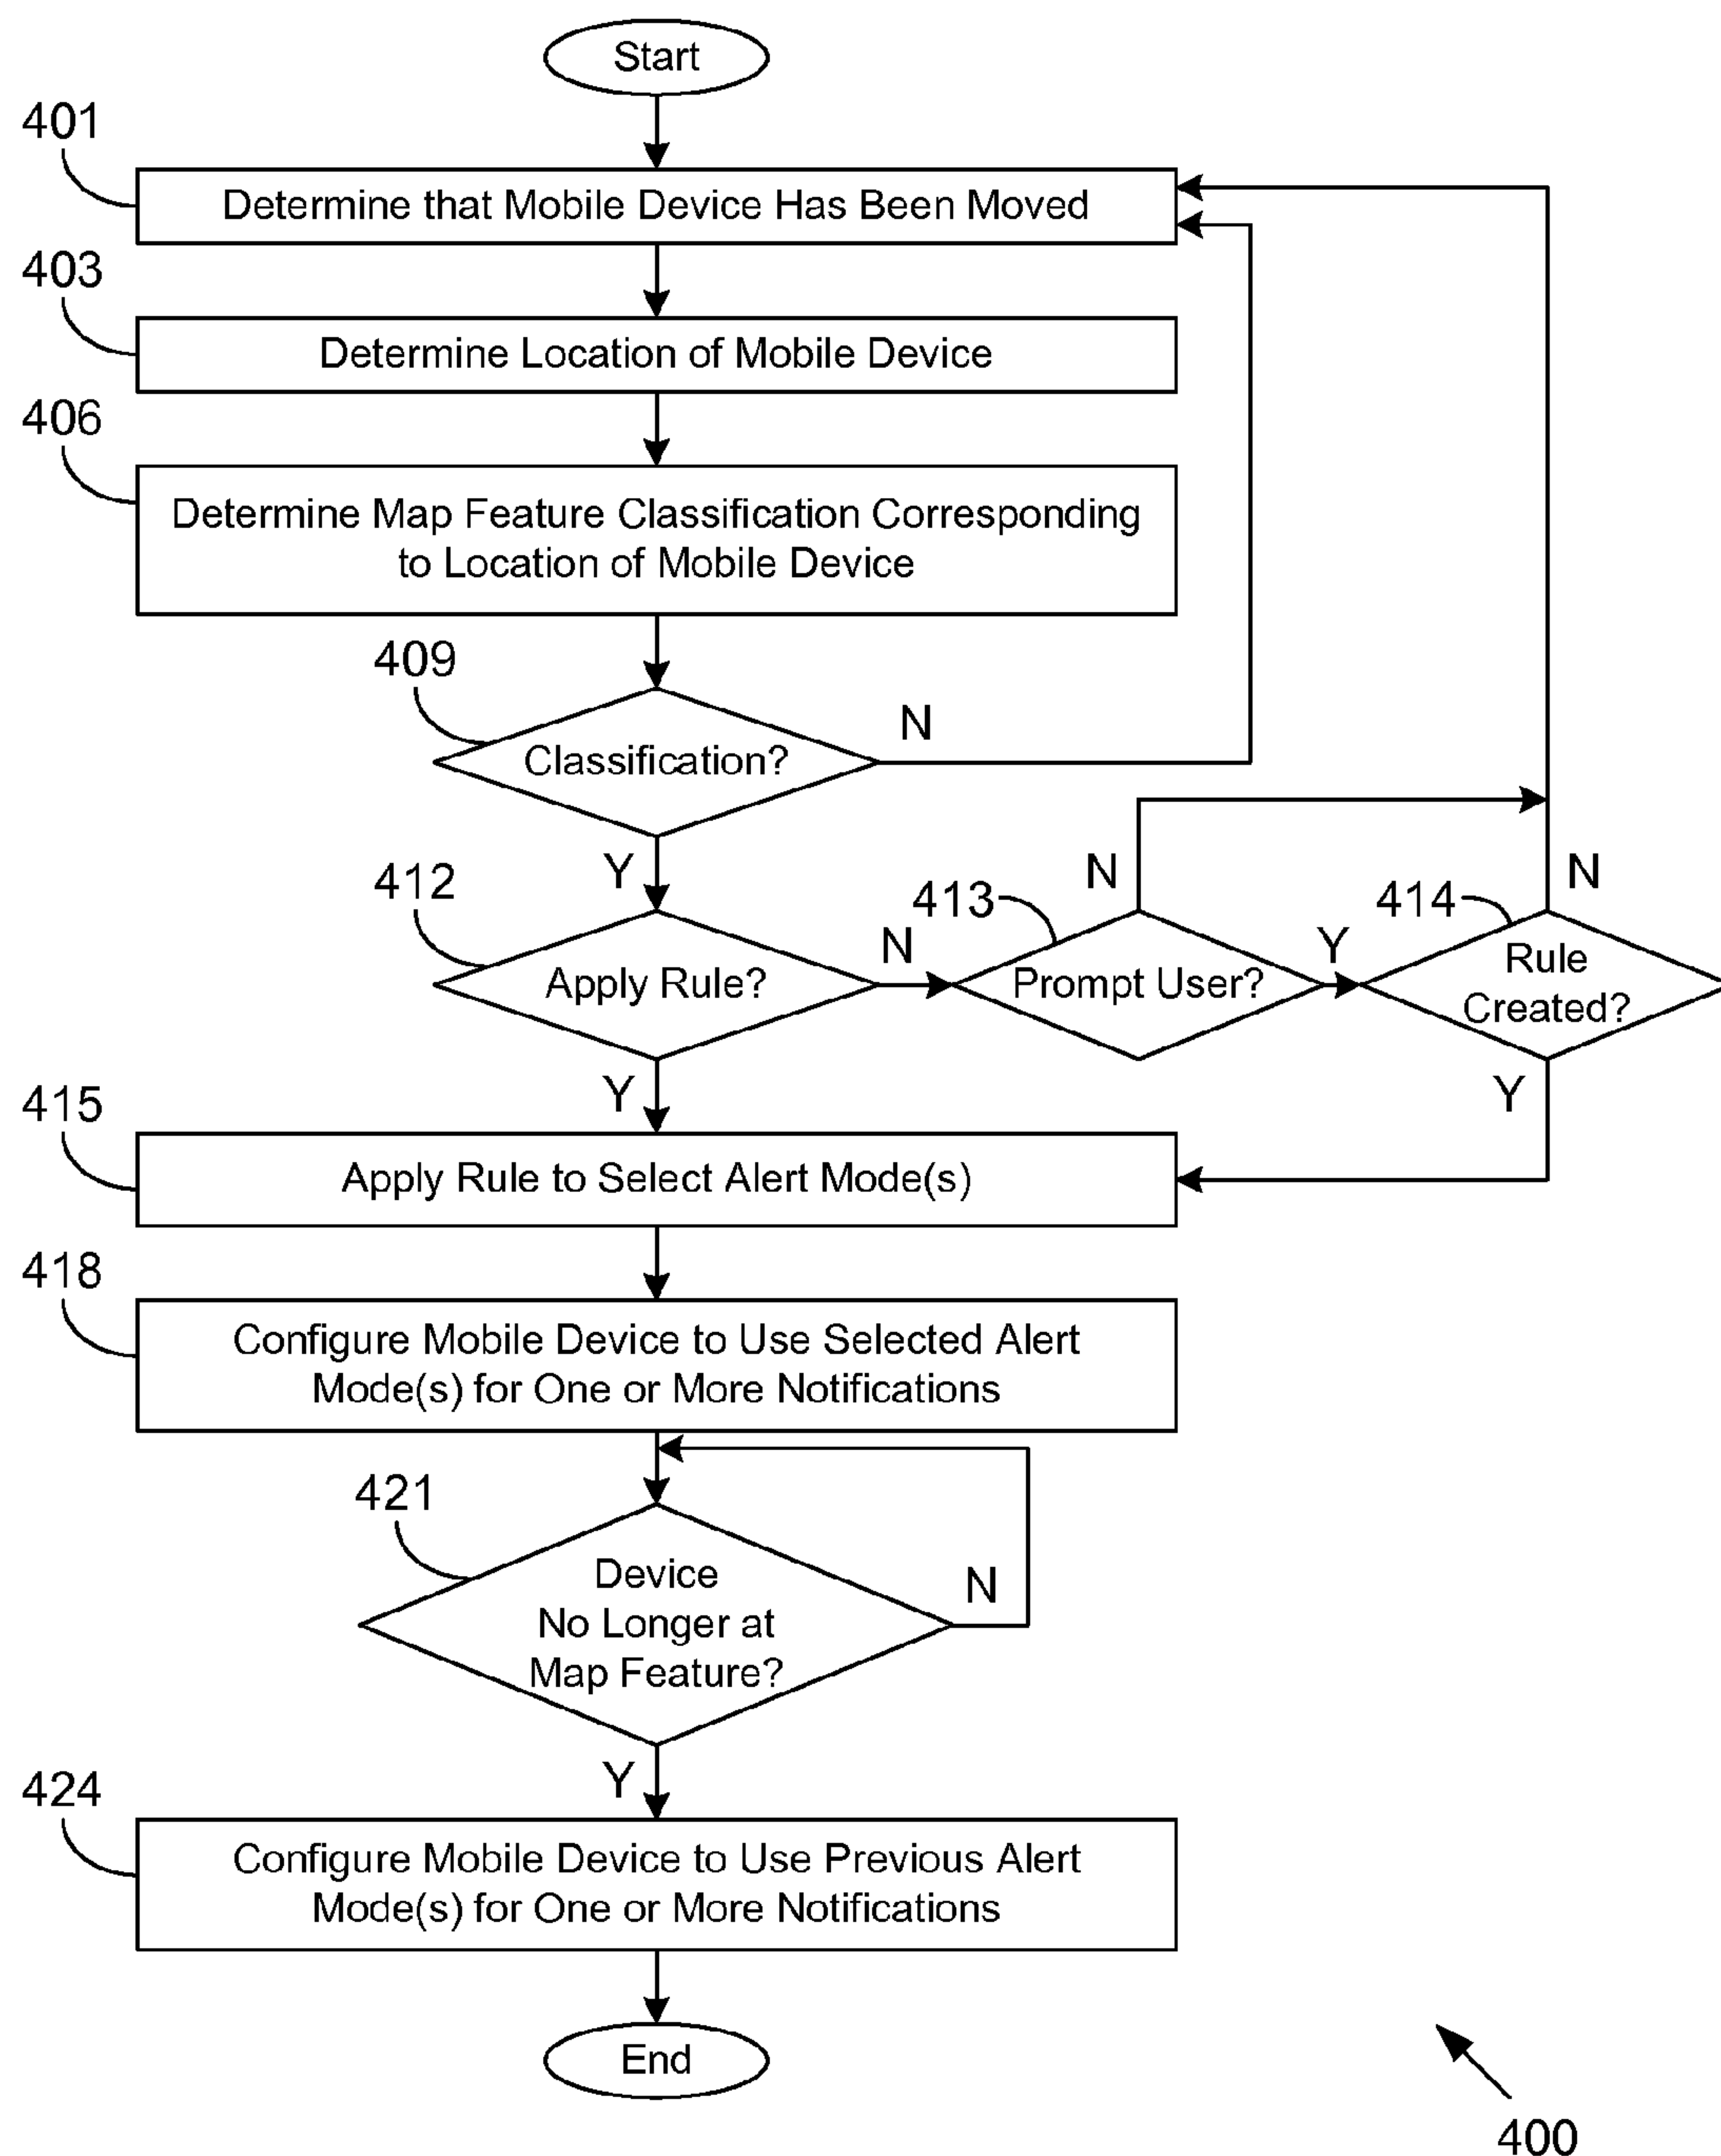 Start
401
Determine that Mobile Device Has Been Moved
403
Determine Location of Mobile Device
406
Determine Map Feature Classification Corresponding
to Location of Mobile Device
409
Classification?
N
Y
412
Apply Rule?
N
413
Prompt User?
N
Y
414
Rule
Created?
N
Y
Y
415
Apply Rule to Select Alert Mode(s)
418
Configure Mobile Device to Use Selected Alert
Mode(s) for One or More Notifications
421
Device
No Longer at
Map Feature?
N
Y
424
Configure Mobile Device to Use Previous Alert
Mode(s) for One or More Notifications
End
400